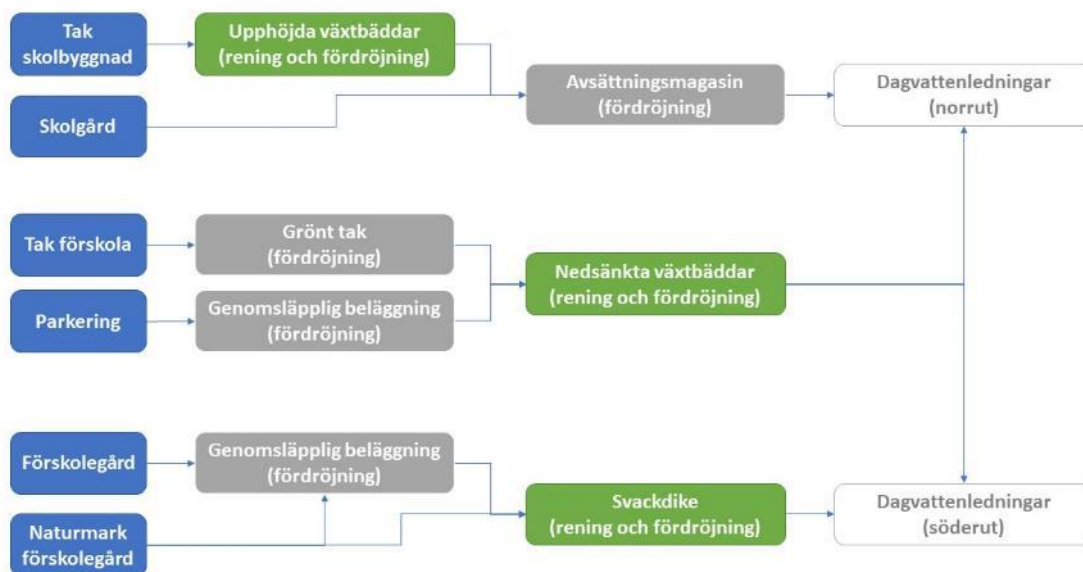 Tak
skolbyggnad
Upphöjda växtbäddar
(rening och fördröjning)
Skolgård
Avsättningsmagasin
(fördröjning)
Dagvattenledningar
(norrut)
Tak förskola
Grönt tak
(fördröjning)
Parkering
Genomsläpplig beläggning
(fördröjning)
Nedsänkta växtbäddar
(rening och fördröjning)
Förskolegård
Genomsläpplig beläggning
(fördröjning)
Naturmark
förskolegård
Svackdike
(rening och fördröjning)
Dagvattenledningar
(söderut)